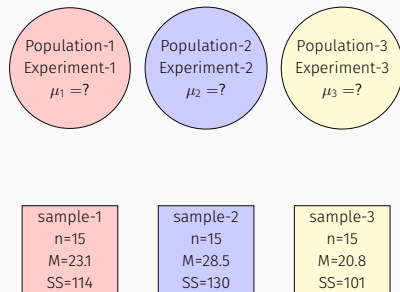 Population-1
Experiment-1
μ₁ =?
Population-2
Experiment-2
μ₂ =?
Population-3
Experiment-3
μ₃ =?
sample-1
n=15
M=23.1
SS=114
sample-2
n=15
M=28.5
SS=130
sample-3
n=15
M=20.8
SS=101